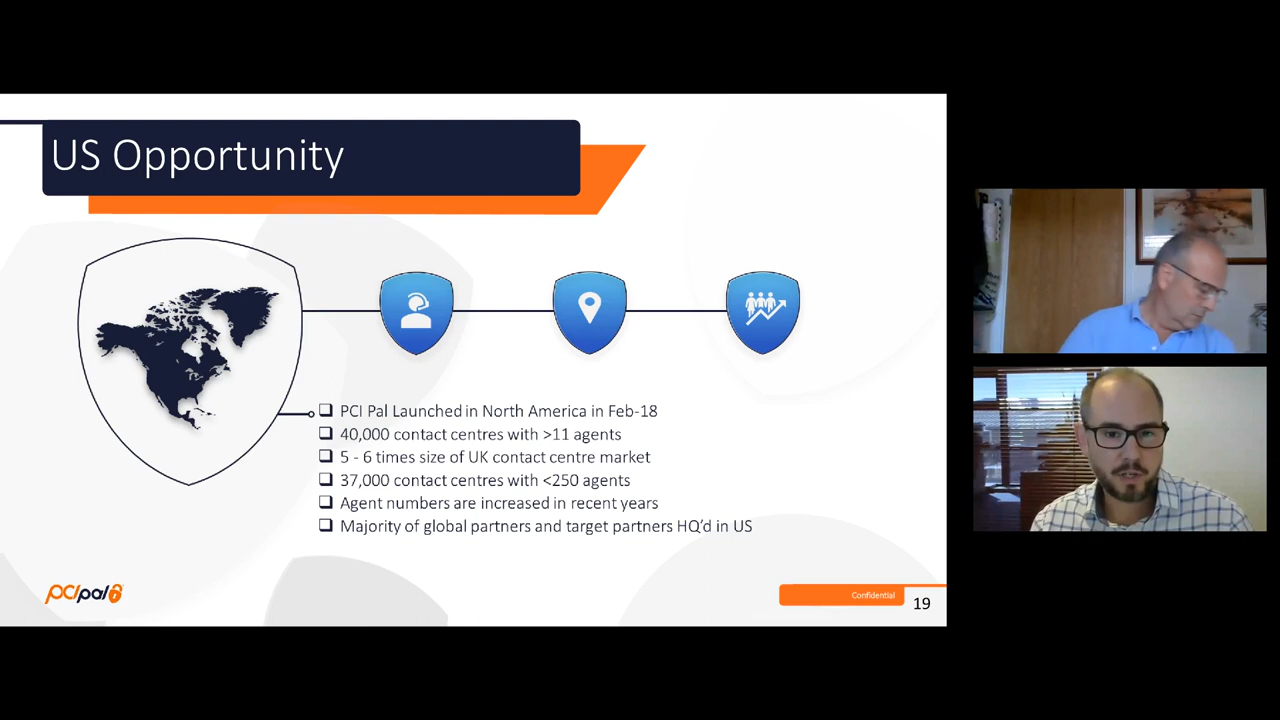 US Opportunity
PCI Pal Launched in North America in Feb-18
40,000 contact centres with >11 agents
5 - 6 times size of UK contact centre market
37,000 contact centres with <250 agents
Agent numbers are increased in recent years
Majority of global partners and target partners HQ’d in US
pcipal
Confidential
19